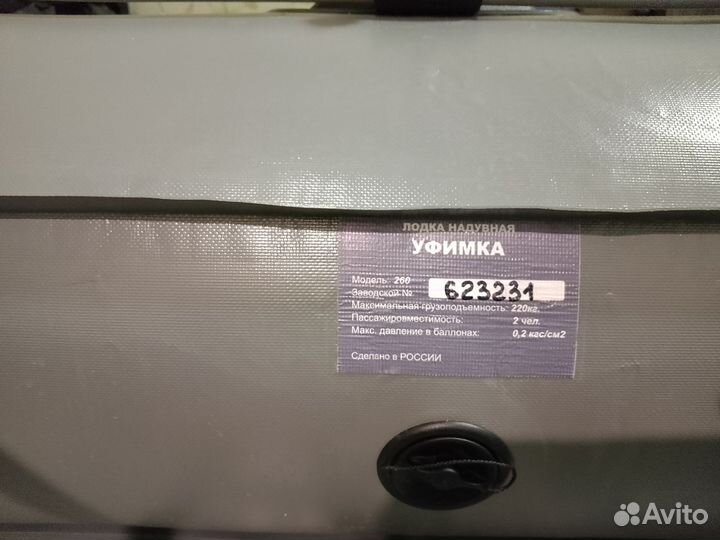 ЛОДКА НАДУВНАЯ
УФИМКА
Модель: 260
Заводской № 623231
Максимальная грузоподъемность: 220кг.
Пассажировместимость: 2 чел.
Макс. давление в баллонах: 0,2 кас/см2
Сделано в РОССИИ
Avito